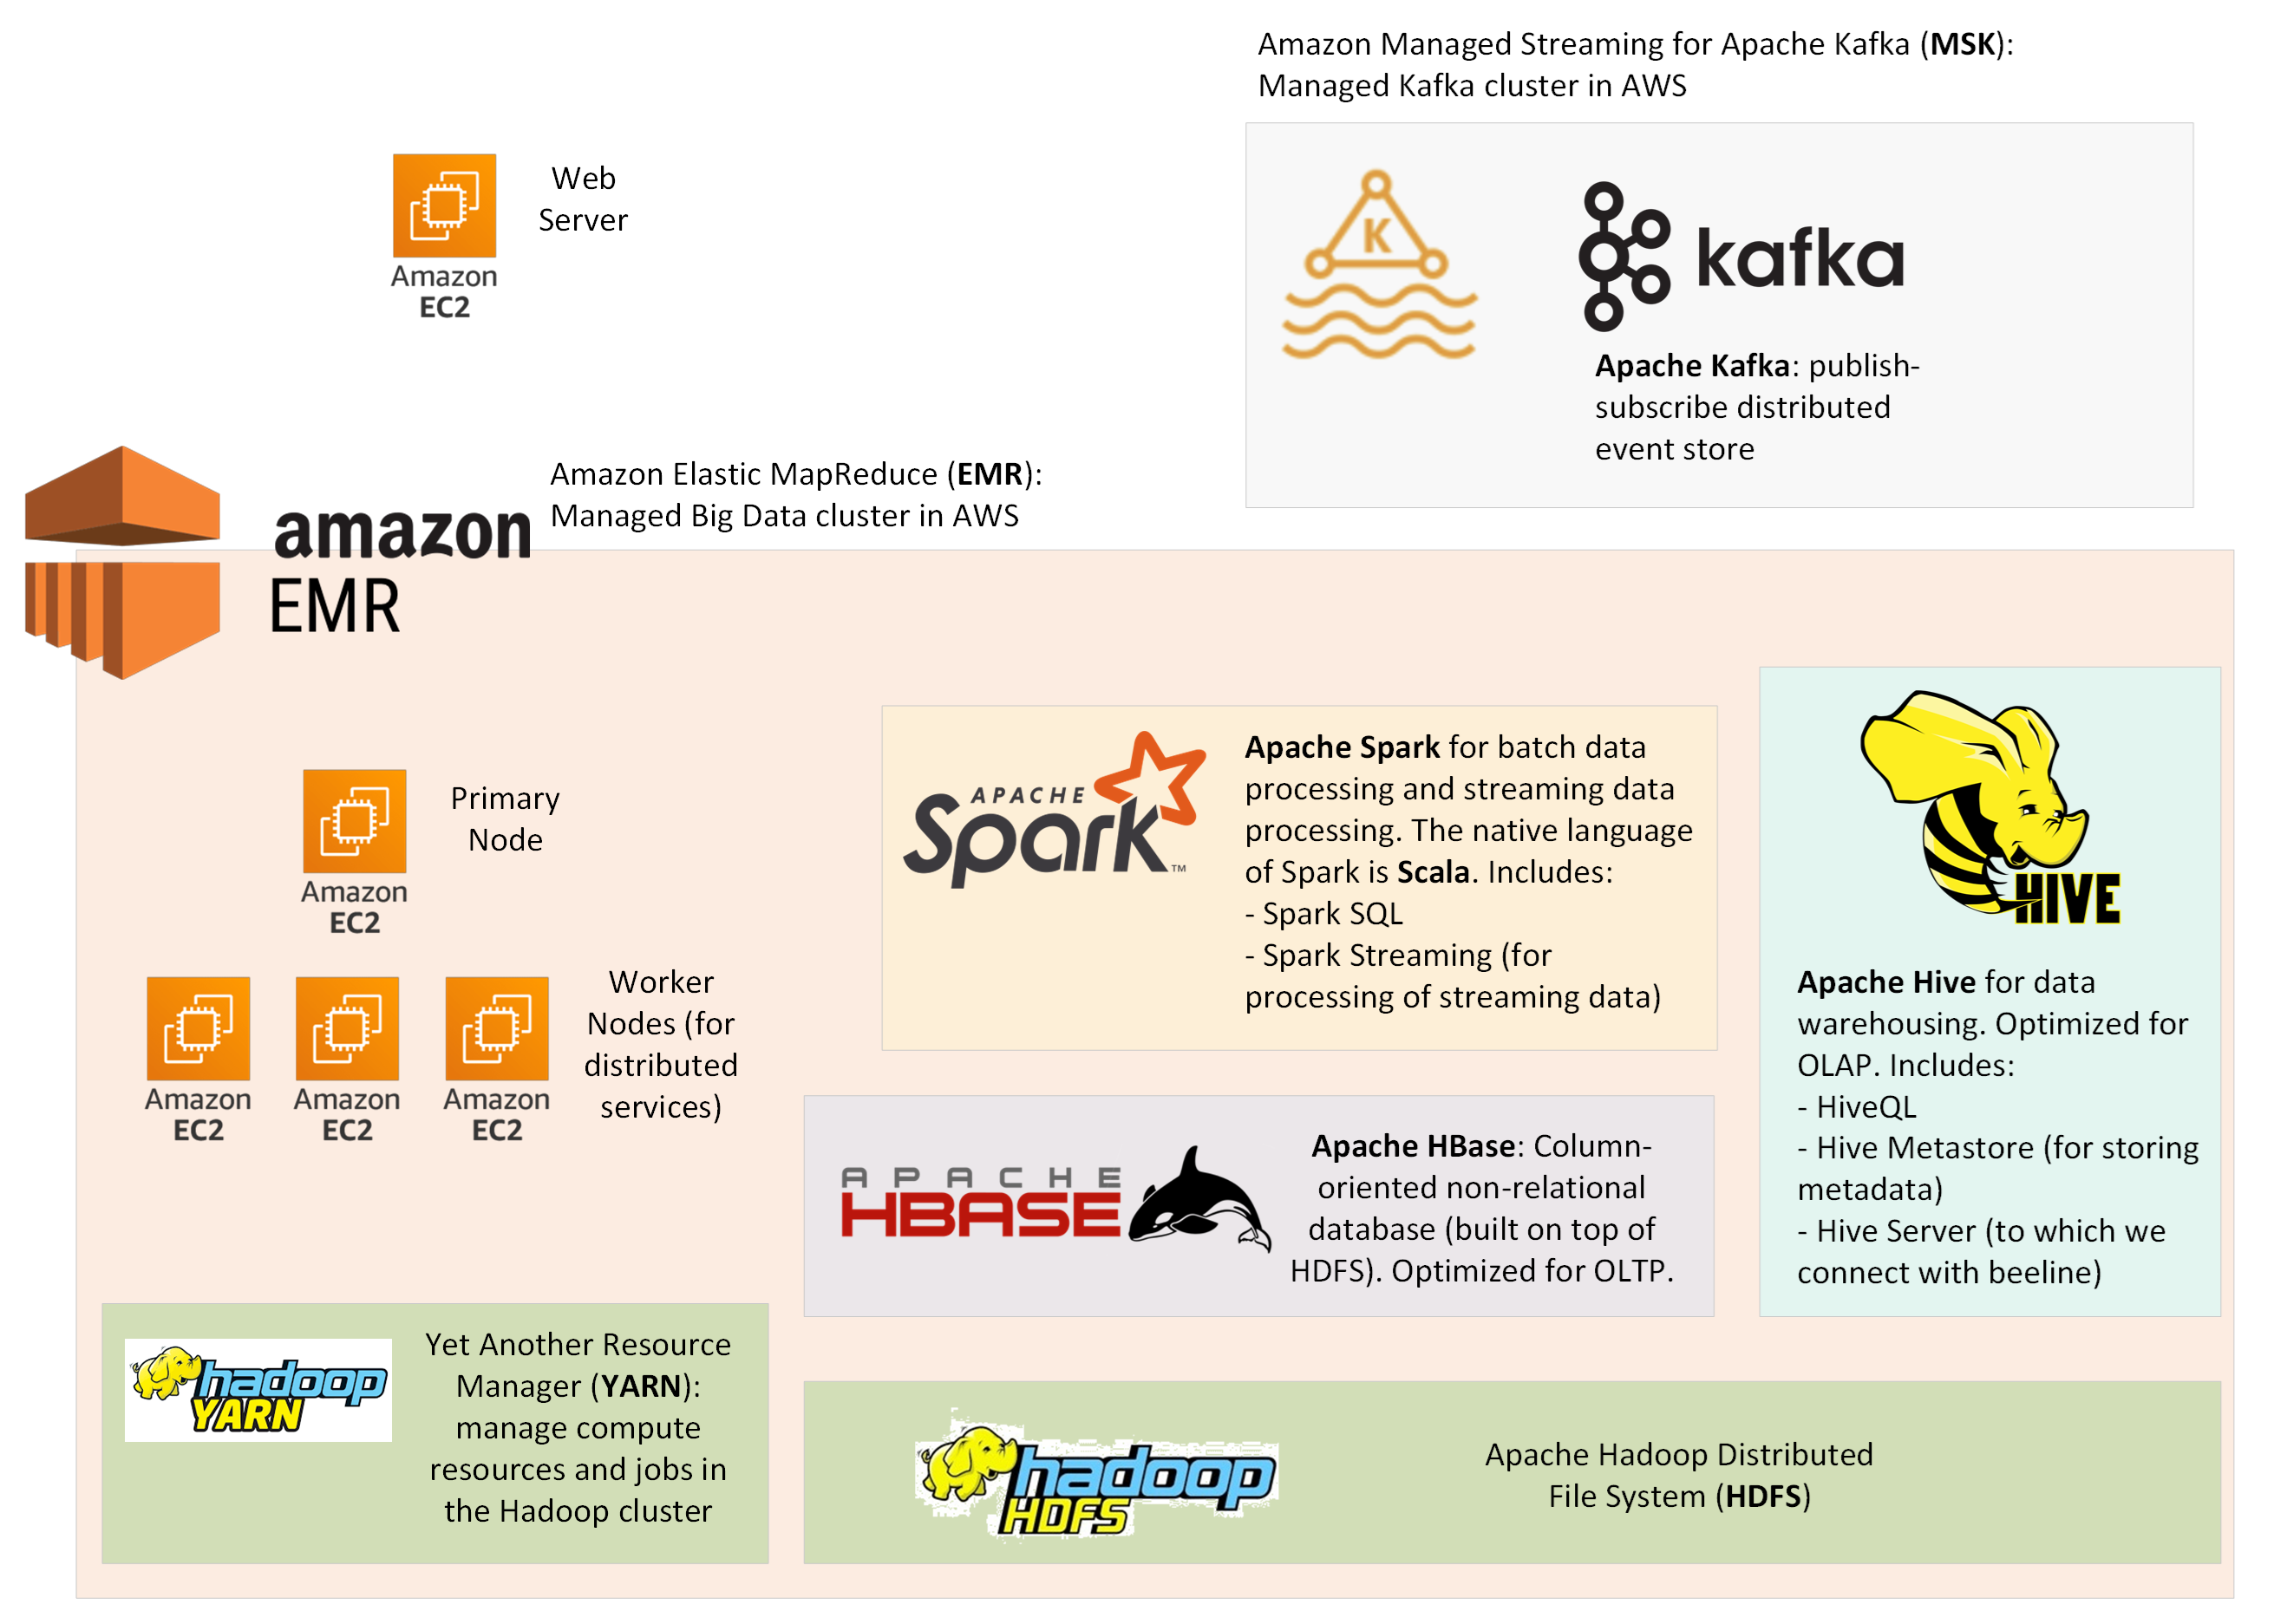 Amazon Managed Streaming for Apache Kafka (MSK):
Managed Kafka cluster in AWS
Web
Server
Amazon
EC2
K
kafka
Apache Kafka: publish-
subscribe distributed
event store
Amazon Elastic MapReduce (EMR):
Managed Big Data cluster in AWS
amazon
EMR
Primary
Node
Amazon
EC2
Worker
Nodes (for
distributed
services)
Amazon
EC2
Amazon
EC2
Amazon
EC2
APACHE
Spark™
Apache Spark for batch data
processing and streaming data
processing. The native language
of Spark is Scala. Includes:
- Spark SQL
- Spark Streaming (for
processing of streaming data)
HIVE
Apache Hive for data
warehousing. Optimized for
OLAP. Includes:
- HiveQL
- Hive Metastore (for storing
metadata)
- Hive Server (to which we
connect with beeline)
APACHE
HBASE
Apache HBase: Column-
oriented non-relational
database (built on top of
HDFS). Optimized for OLTP.
hadoop
YARN
Yet Another Resource
Manager (YARN):
manage compute
resources and jobs in
the Hadoop cluster
hadoop
HDFS
Apache Hadoop Distributed
File System (HDFS)